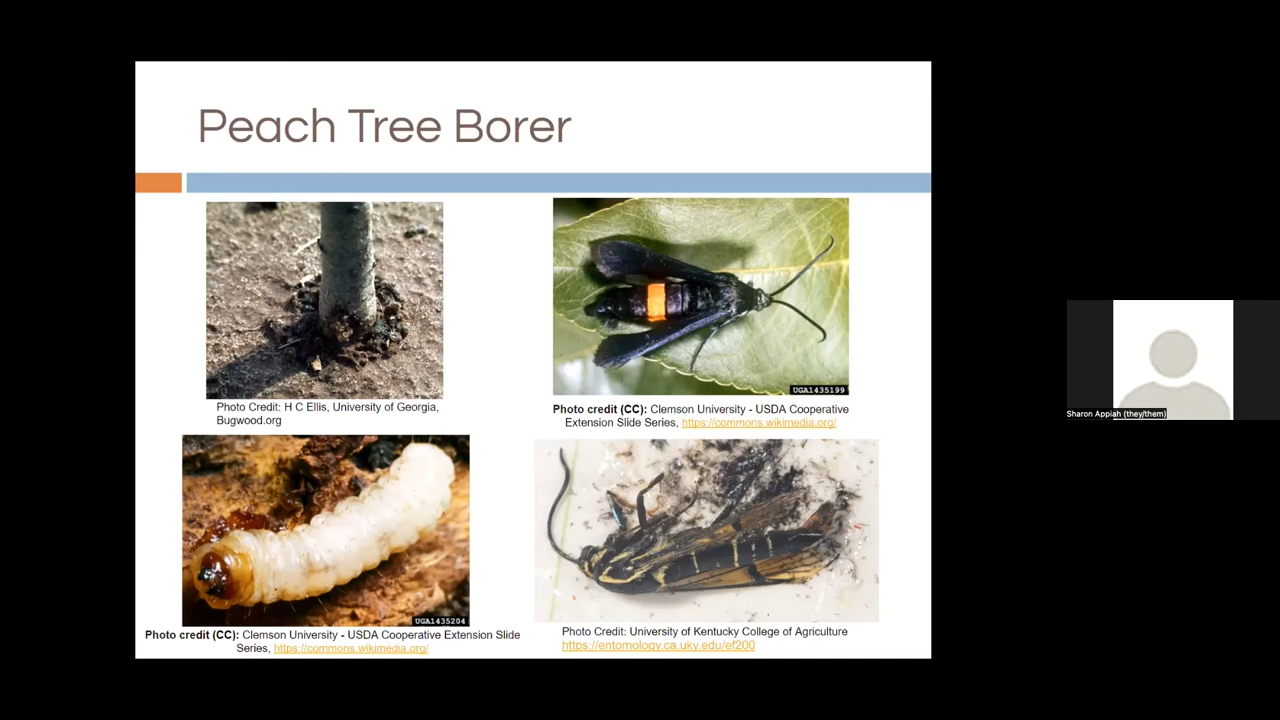 Peach Tree Borer
UGA1435199
Photo Credit: H C Ellis, University of Georgia,
Bugwood.org
Photo credit (CC): Clemson University - USDA Cooperative
Extension Slide Series, https://commons.wikimedia.org/
UGA1435204
Photo credit (CC): Clemson University - USDA Cooperative Extension Slide
Series, https://commons.wikimedia.org/
Photo Credit: University of Kentucky College of Agriculture
https://entomology.ca.uky.edu/ef200
Sharon Appiah (they/them)